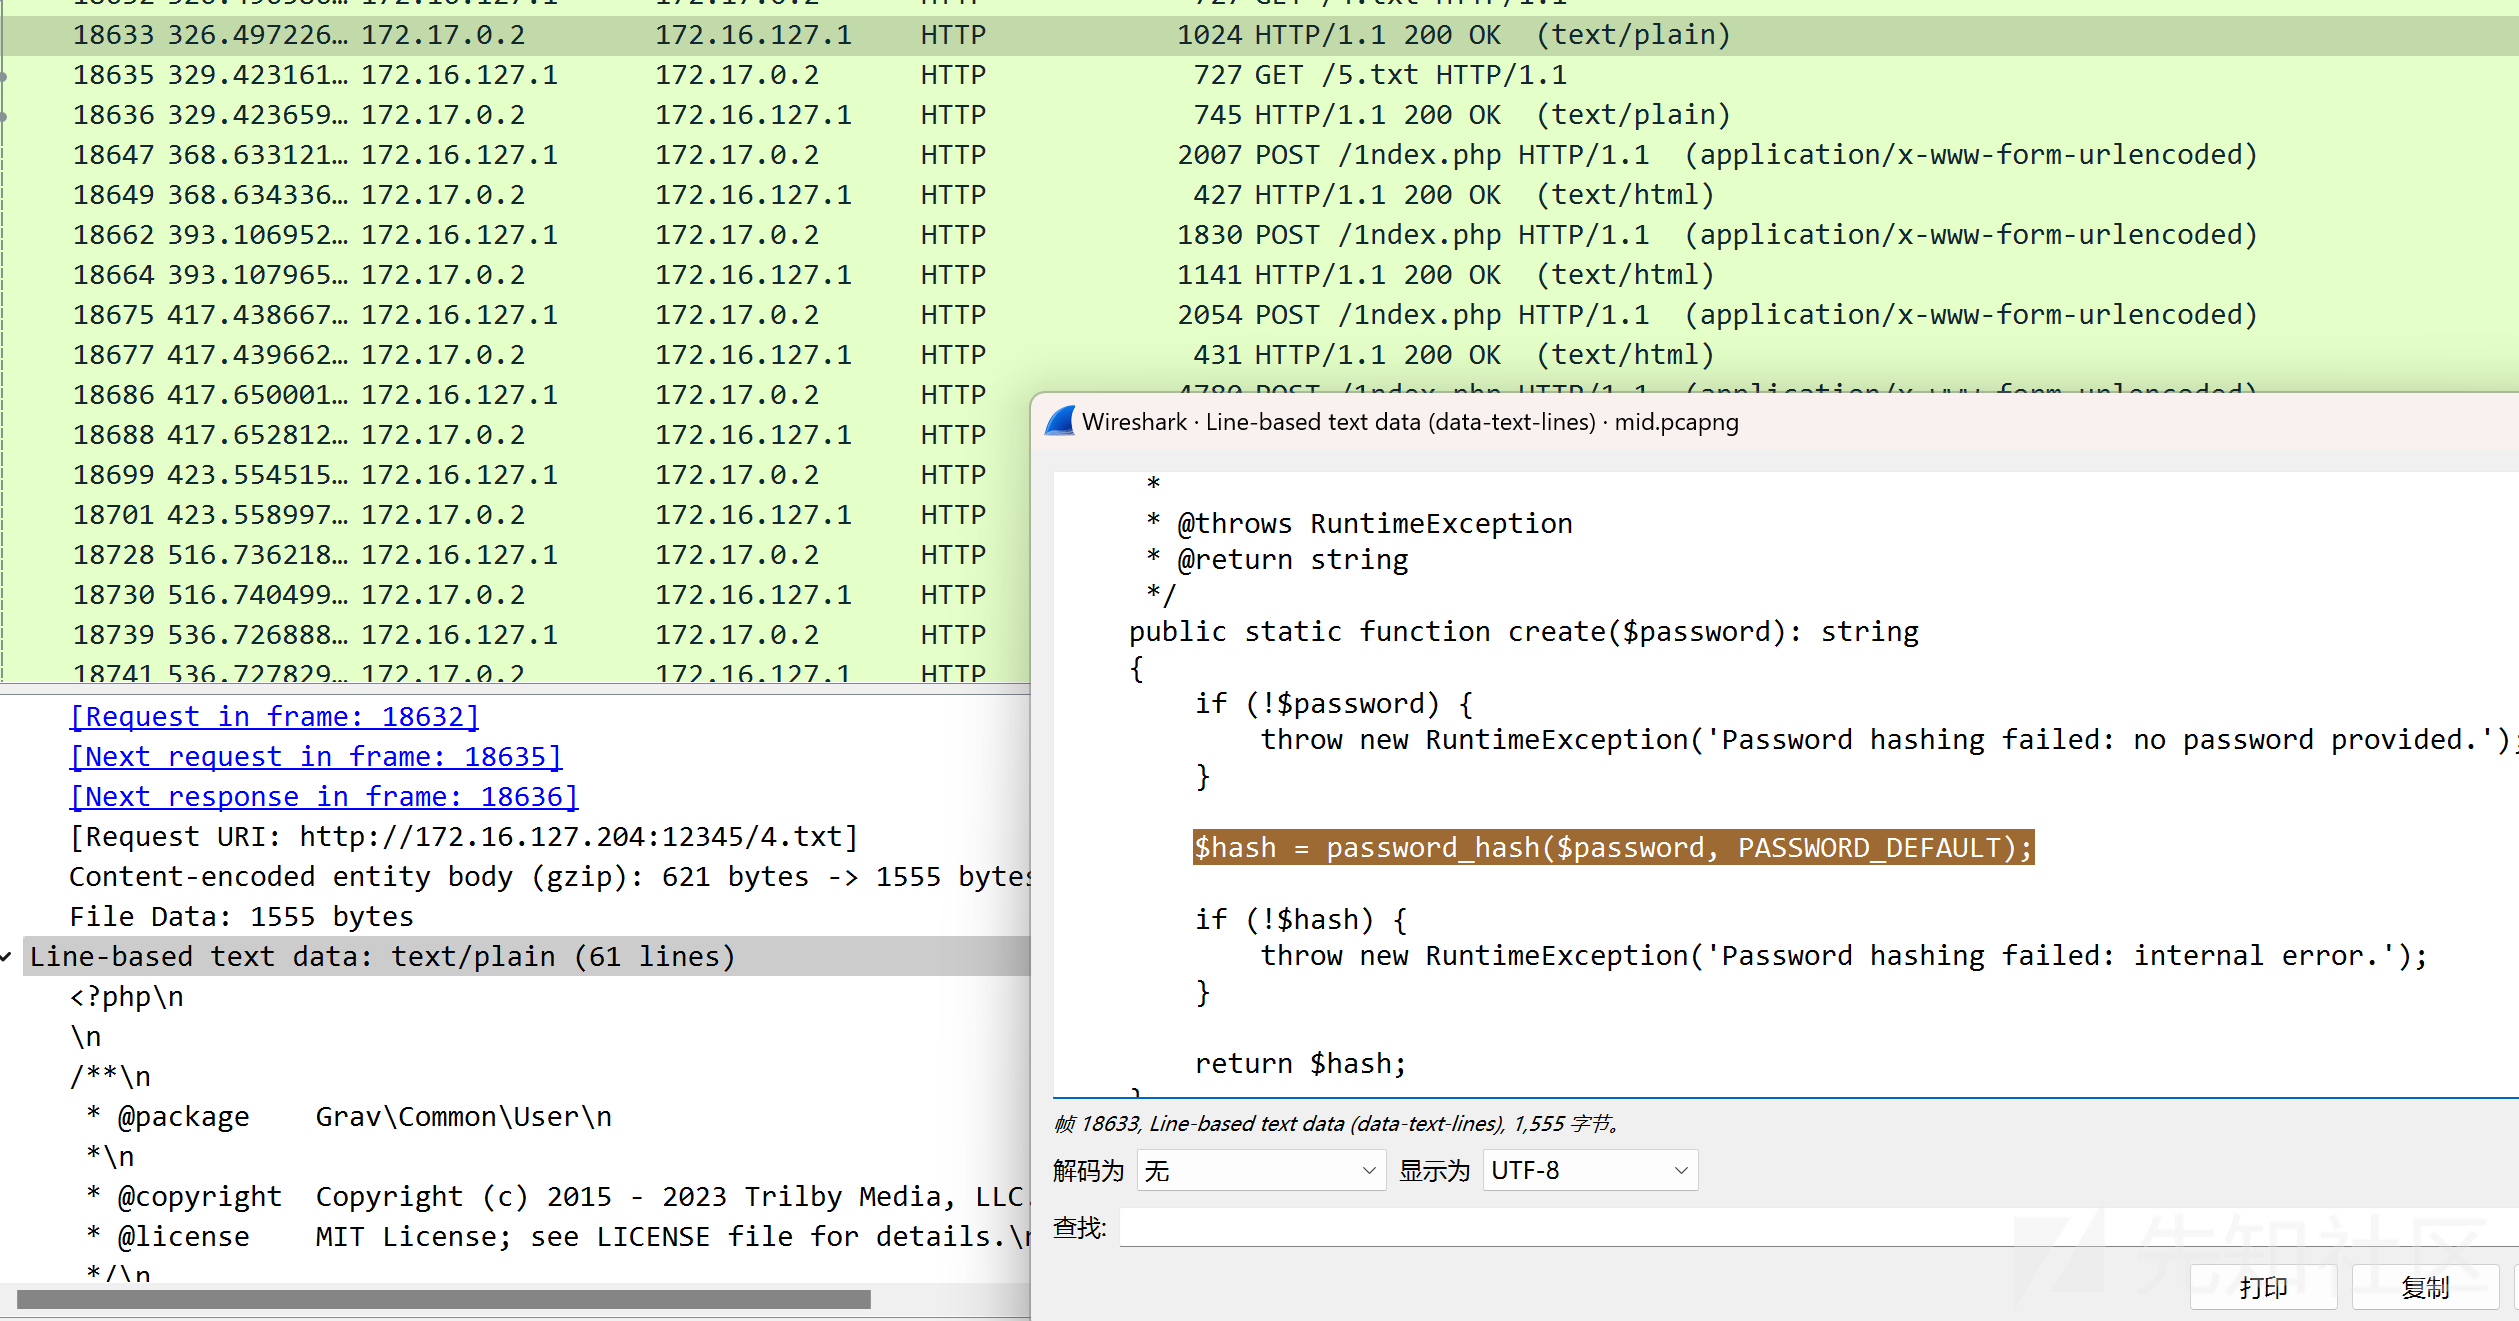 18633 326.497226… 172.17.0.2 172.16.127.1 HTTP 1024 HTTP/1.1 200 OK (text/plain)
18635 329.423161… 172.16.127.1 172.17.0.2 HTTP 727 GET /5.txt HTTP/1.1
18636 329.423659… 172.17.0.2 172.16.127.1 HTTP 745 HTTP/1.1 200 OK (text/plain)
18647 368.633121… 172.16.127.1 172.17.0.2 HTTP 2007 POST /1ndex.php HTTP/1.1 (application/x-www-form-urlencoded)
18649 368.634336… 172.17.0.2 172.16.127.1 HTTP 427 HTTP/1.1 200 OK (text/html)
18662 393.106952… 172.16.127.1 172.17.0.2 HTTP 1830 POST /1ndex.php HTTP/1.1 (application/x-www-form-urlencoded)
18664 393.107965… 172.17.0.2 172.16.127.1 HTTP 1141 HTTP/1.1 200 OK (text/html)
18675 417.438667… 172.16.127.1 172.17.0.2 HTTP 2054 POST /1ndex.php HTTP/1.1 (application/x-www-form-urlencoded)
18677 417.439662… 172.17.0.2 172.16.127.1 HTTP 431 HTTP/1.1 200 OK (text/html)
18686 417.650001… 172.16.127.1 172.17.0.2 HTTP 4780 POST /1ndex.php HTTP/1.1 (application/x-www-form-urlencoded)
18688 417.652812… 172.17.0.2 172.16.127.1 HTTP
18699 423.554515… 172.16.127.1 172.17.0.2 HTTP
18701 423.558997… 172.17.0.2 172.16.127.1 HTTP
18728 516.736218… 172.16.127.1 172.17.0.2 HTTP
18730 516.740499… 172.17.0.2 172.16.127.1 HTTP
18739 536.726888… 172.16.127.1 172.17.0.2 HTTP
18741 536.727829… 172.17.0.2 172.16.127.1 HTTP
[Request in frame: 18632]
[Next request in frame: 18635]
[Next response in frame: 18636]
[Request URI: http://172.16.127.204:12345/4.txt]
Content-encoded entity body (gzip): 621 bytes -> 1555 bytes
File Data: 1555 bytes
Line-based text data: text/plain (61 lines)
<?php\n
\n
/**\n
* @package    Grav\Common\User\n
*\n
* @copyright  Copyright (c) 2015 - 2023 Trilby Media, LLC.
* @license    MIT License; see LICENSE file for details.\n
*/\n
Wireshark · Line-based text data (data-text-lines) · mid.pcapng
*
* @throws RuntimeException
* @return string
*/
public static function create($password): string
{
if (!$password) {
throw new RuntimeException('Password hashing failed: no password provided.');
}
$hash = password_hash($password, PASSWORD_DEFAULT);
if (!$hash) {
throw new RuntimeException('Password hashing failed: internal error.');
}
return $hash;
}
帧 18633, Line-based text data (data-text-lines), 1,555 字节。
解码为 无 显示为 UTF-8
查找:
先知社区
打印 复制